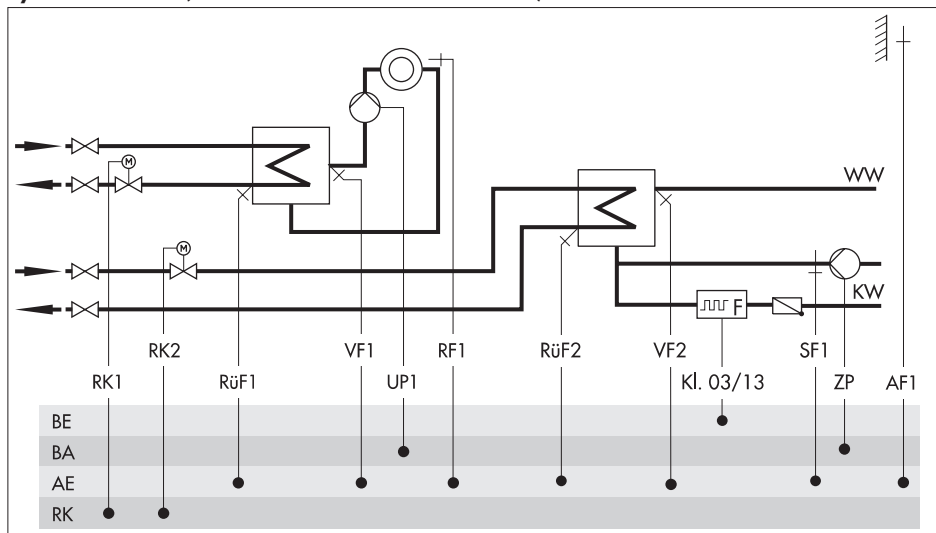 M
M
WW
F
KW
RK2
VF1
RF1
RüF2
VF2
SF1
RK1
RüF1
UP1
Kl. 03/13
ZP
AF1
BE
BA
AE
RK